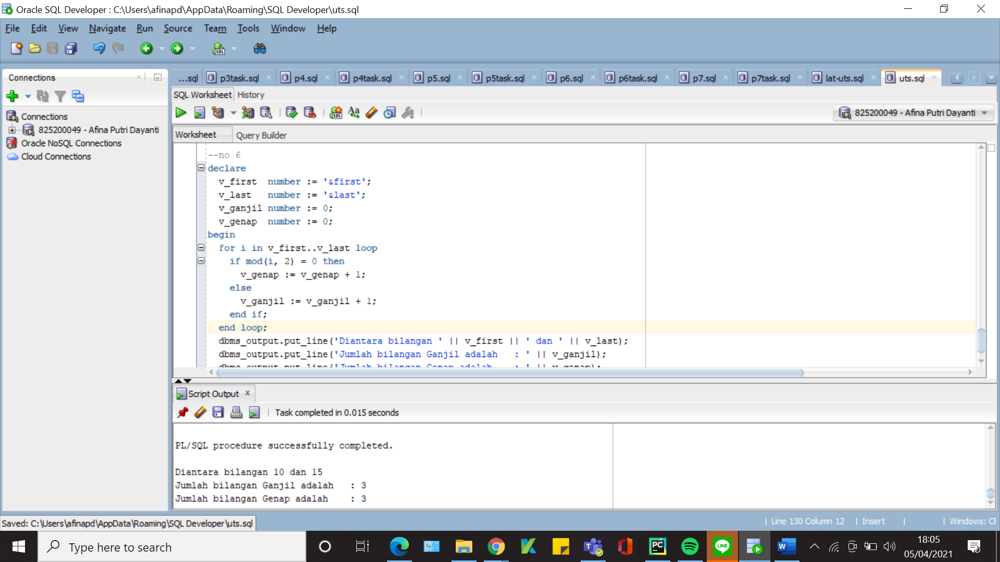 Oracle SQL Developer : C:\Users\afinapd\AppData\Roaming\SQL Developer\uts.sql
File Edit View Navigate Run Source Team Tools Window Help
Connections
...sql p3task.sql p4.sql p4task.sql p5.sql p5task.sql p6.sql p6task.sql p7.sql p7task.sql lat-uts.sql uts.sql
SQL Worksheet History
Connections
825200049 - Afina Putri Dayanti
Oracle NoSQL Connections
Cloud Connections
825200049 - Afina Putri Dayanti
Worksheet Query Builder
--no 6
declare
v_first number := '&first';
v_last number := '&last';
v_ganjil number := 0;
v_genap number := 0;
begin
for i in v_first..v_last loop
if mod(i, 2) = 0 then
v_genap := v_genap + 1;
else
v_ganjil := v_ganjil + 1;
end if;
end loop;
dbms_output.put_line('Diantara bilangan ' || v_first || ' dan ' || v_last);
dbms_output.put_line('Jumlah bilangan Ganjil adalah   : ' || v_ganjil);
dbms_output.put_line('Jumlah bilangan Genap adalah    : ' || v_genap);
Script Output
Task completed in 0.015 seconds
PL/SQL procedure successfully completed.
Diantara bilangan 10 dan 15
Jumlah bilangan Ganjil adalah   : 3
Jumlah bilangan Genap adalah    : 3
Saved: C:\Users\afinapd\AppData\Roaming\SQL Developer\uts.sql
| Line 130 Column 12 | Insert | | Windows: CF
Type here to search
18:05
05/04/2021